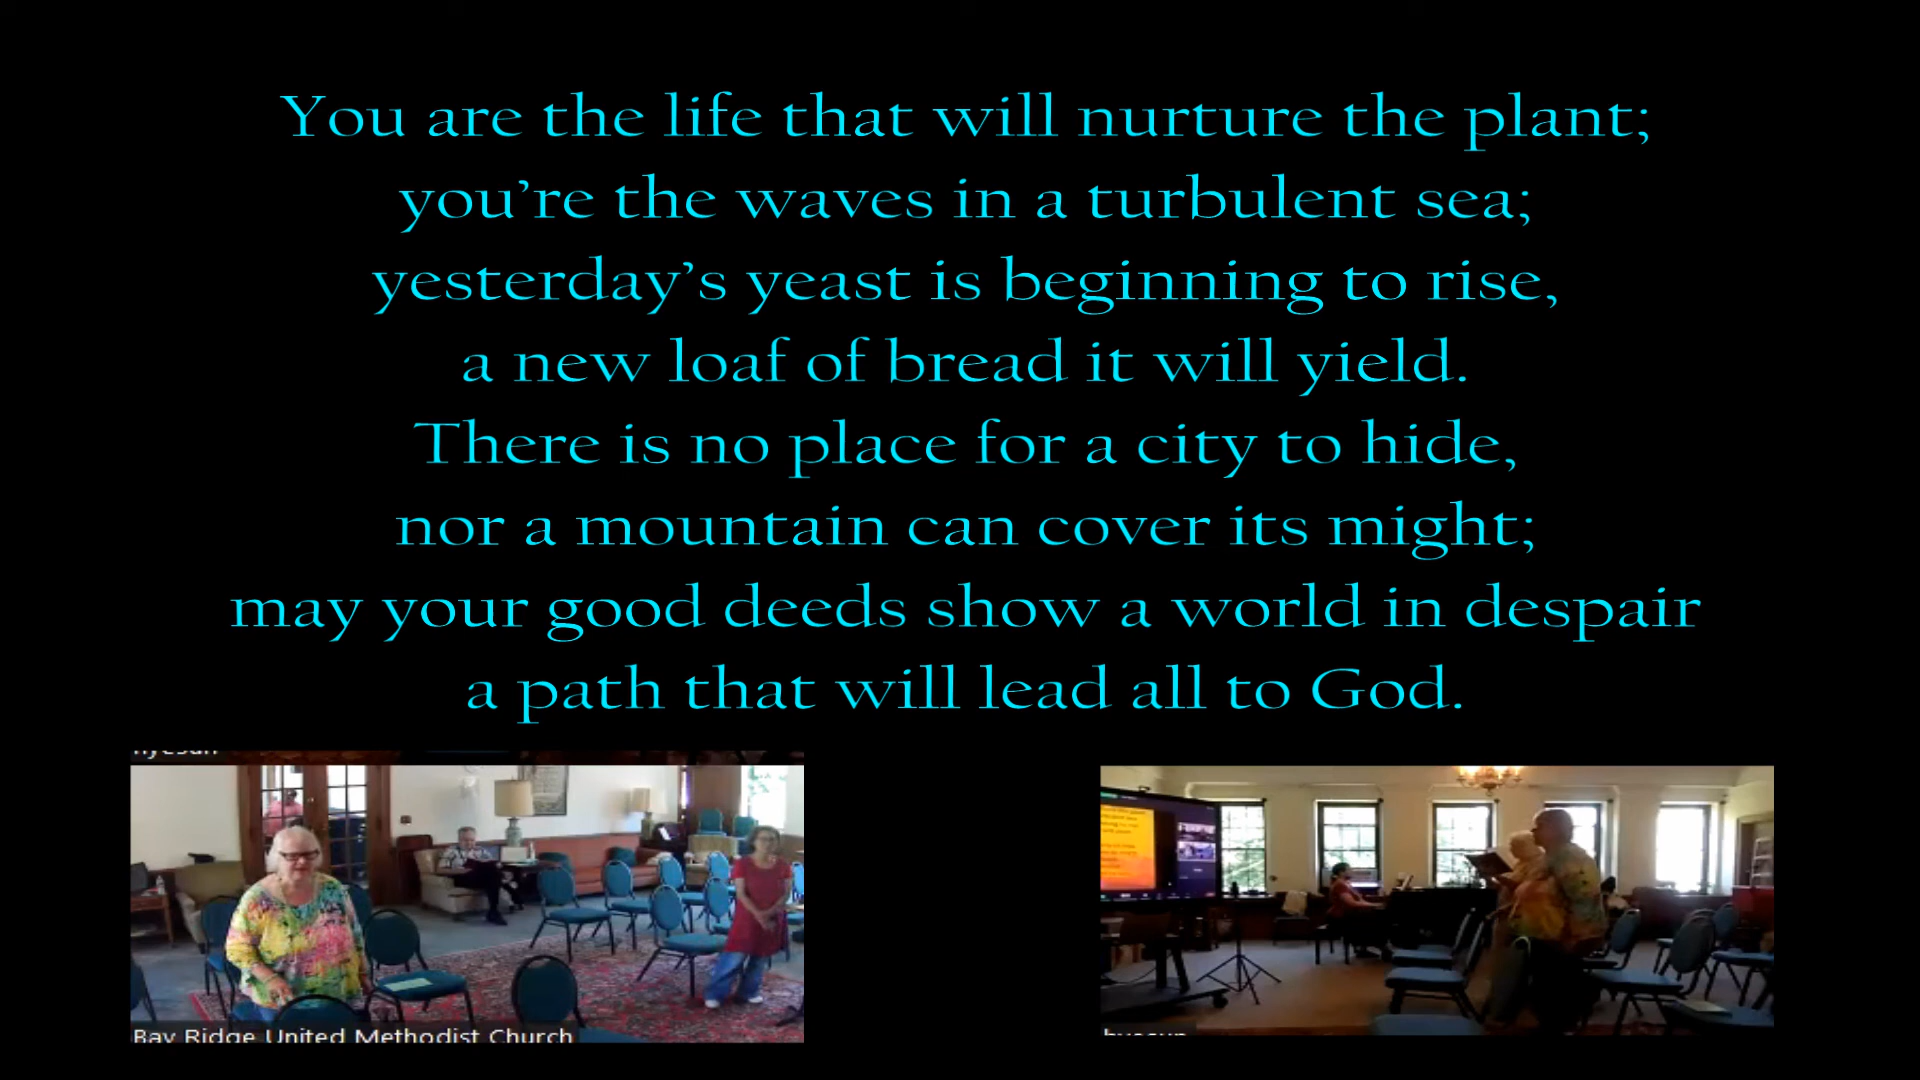 You are the life that will nurture the plant;
you’re the waves in a turbulent sea;
yesterday’s yeast is beginning to rise,
a new loaf of bread it will yield.
There is no place for a city to hide,
nor a mountain can cover its might;
may your good deeds show a world in despair
a path that will lead all to God.
hyesun
Bay Ridge United Methodist Church
hyesun